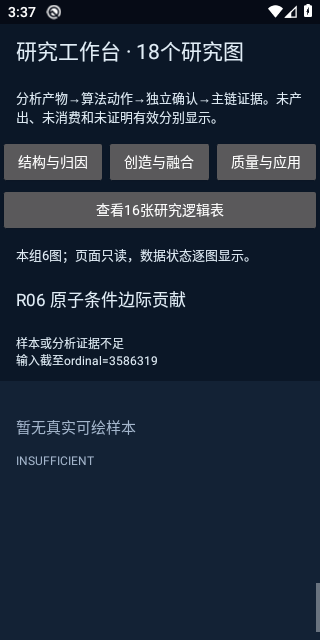 3:37
研究工作台 · 18个研究图
分析产物→算法动作→独立确认→主链证据。未产
出、未消费和未证明有效分别显示。
结构与归因
创造与融合
质量与应用
查看16张研究逻辑表
本组6图；页面只读，数据状态逐图显示。
R06 原子条件边际贡献
样本或分析证据不足
输入截至ordinal=3586319
暂无真实可绘样本
INSUFFICIENT